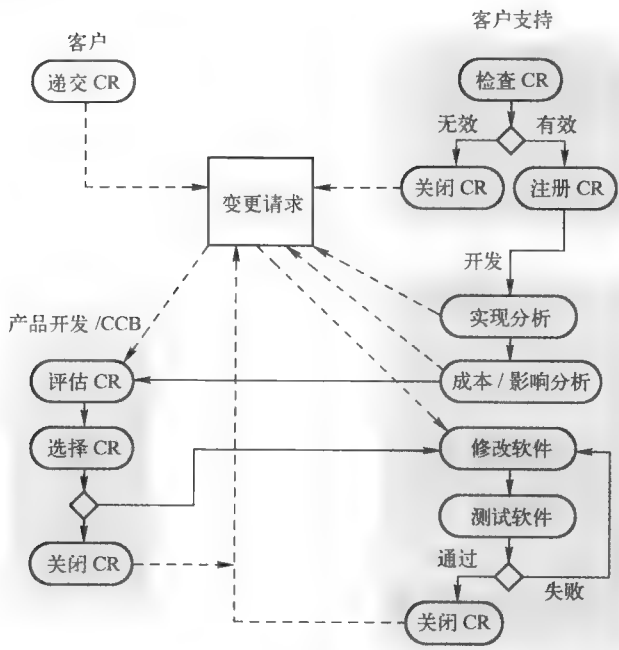 客户支持
客户
递交 CR
检查 CR
无效
有效
变更请求
关闭 CR
注册 CR
开发
产品开发 /CCB
实现分析
评估 CR
成本 / 影响分析
选择 CR
修改软件
测试软件
关闭 CR
通过
失败
关闭 CR